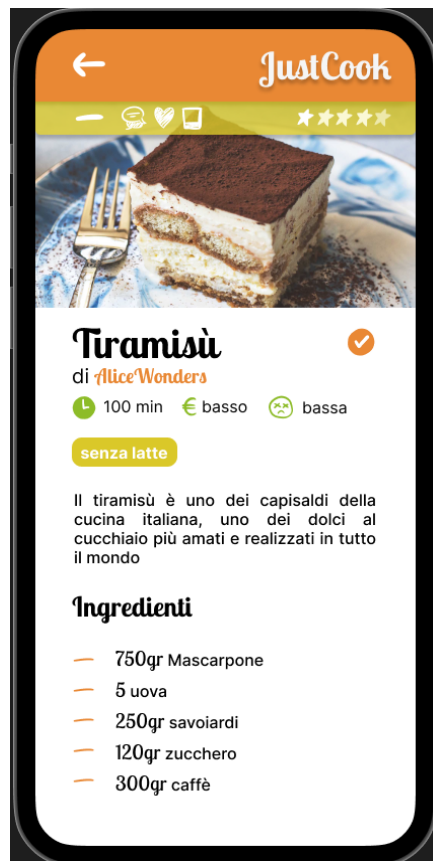 JustCook
Tiramisù
di AliceWonders
100 min € basso bassa
senza latte
Il tiramisù è uno dei capisaldi della
cucina italiana, uno dei dolci al
cucchiaio più amati e realizzati in tutto
il mondo
Ingredienti
750gr Mascarpone
5 uova
250gr savoiardi
120gr zucchero
300gr caffè